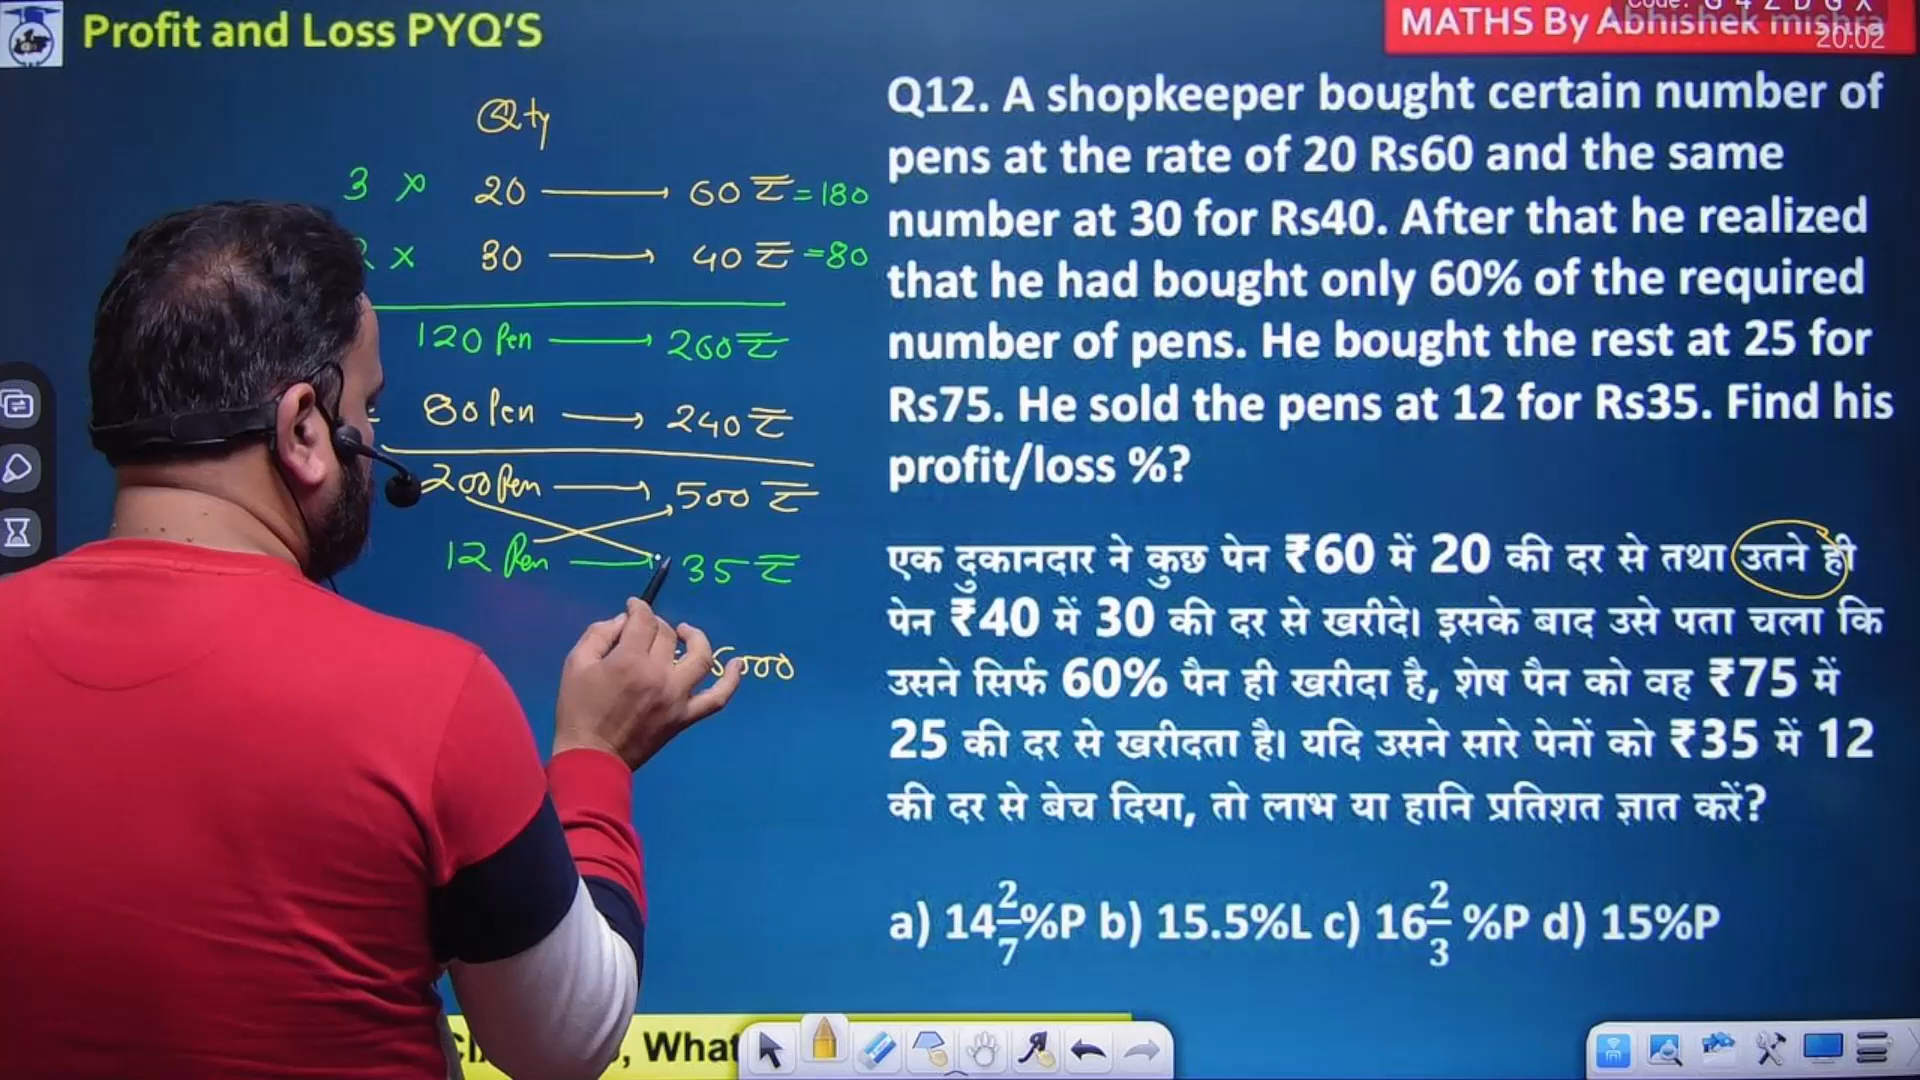 Profit and Loss PYQ'S
MATHS By Abhishek mishra
Code: G 4 Z D G X
20:02
Qty
3 × 20 → 60 ₹ = 180
× 30 → 40 ₹ = 80
120 Pen → 260 ₹
80 Pen → 240 ₹
200 Pen → 500 ₹
12 Pen → 35 ₹
Q12. A shopkeeper bought certain number of
pens at the rate of 20 Rs60 and the same
number at 30 for Rs40. After that he realized
that he had bought only 60% of the required
number of pens. He bought the rest at 25 for
Rs75. He sold the pens at 12 for Rs35. Find his
profit/loss %?
एक दुकानदार ने कुछ पेन ₹60 में 20 की दर से तथा उतने ही
पेन ₹40 में 30 की दर से खरीदे। इसके बाद उसे पता चला कि
उसने सिर्फ 60% पैन ही खरीदा है, शेष पैन को वह ₹75 में
25 की दर से खरीदता है। यदि उसने सारे पेनों को ₹35 में 12
की दर से बेच दिया, तो लाभ या हानि प्रतिशत ज्ञात करें?
a) 14 2/7 %P b) 15.5%L c) 16 2/3 %P d) 15%P
, What